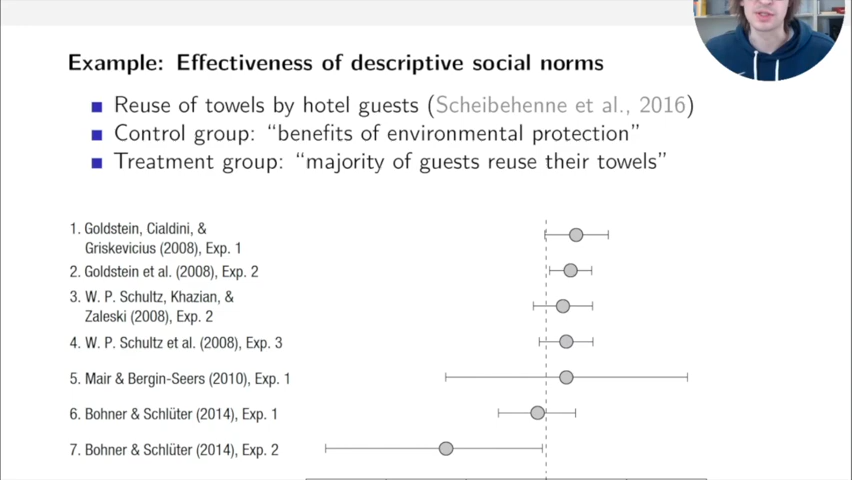 Example: Effectiveness of descriptive social norms
Reuse of towels by hotel guests (Scheibehenne et al., 2016)
Control group: “benefits of environmental protection”
Treatment group: “majority of guests reuse their towels”
1. Goldstein, Cialdini, &
Griskevicius (2008), Exp. 1
2. Goldstein et al. (2008), Exp. 2
3. W. P. Schultz, Khazian, &
Zaleski (2008), Exp. 2
4. W. P. Schultz et al. (2008), Exp. 3
5. Mair & Bergin-Seers (2010), Exp. 1
6. Bohner & Schlüter (2014), Exp. 1
7. Bohner & Schlüter (2014), Exp. 2